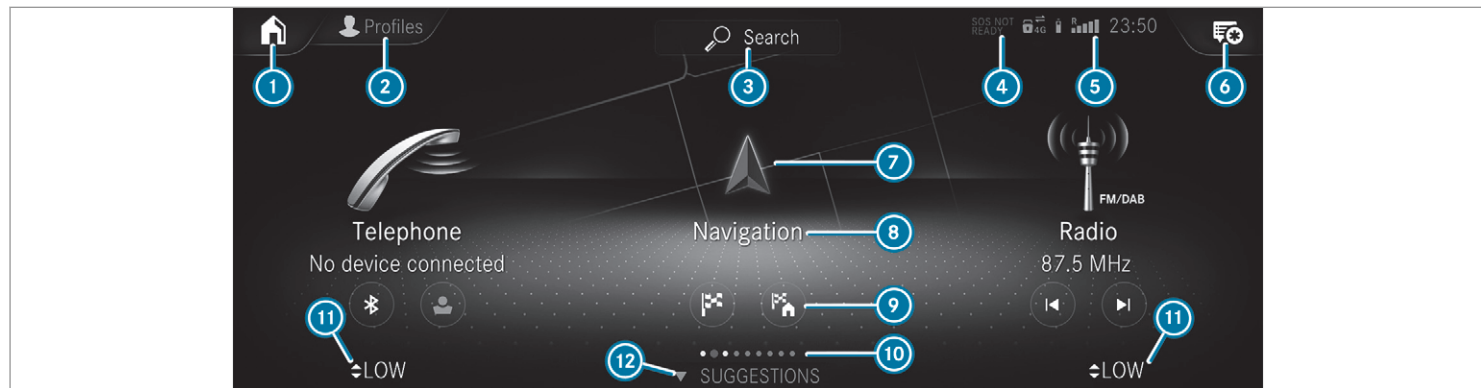 Profiles
Search
SOS NOT
READY
4G
R
23:50
1
2
3
4
5
6
7
FM/DAB
Telephone
Navigation
8
Radio
No device connected
87.5 MHz
9
11
11
10
12
LOW
SUGGESTIONS
LOW